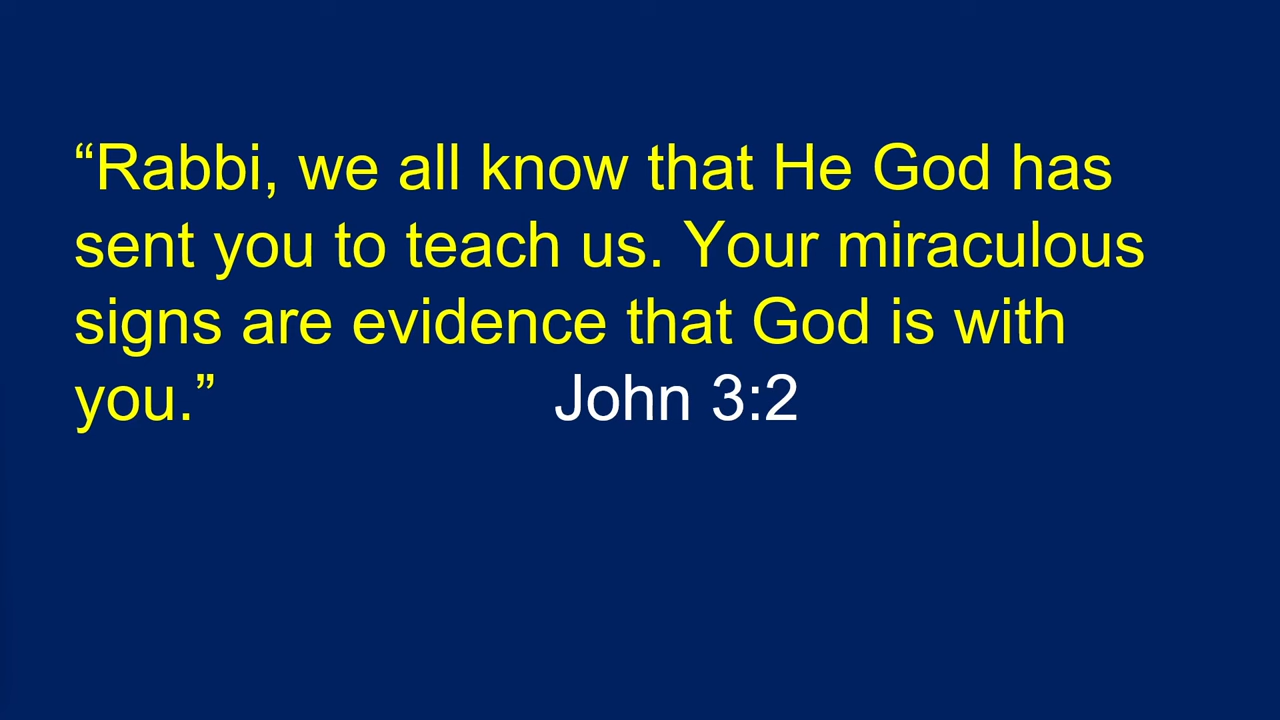 “Rabbi, we all know that He God has
sent you to teach us. Your miraculous
signs are evidence that God is with
you.” John 3:2